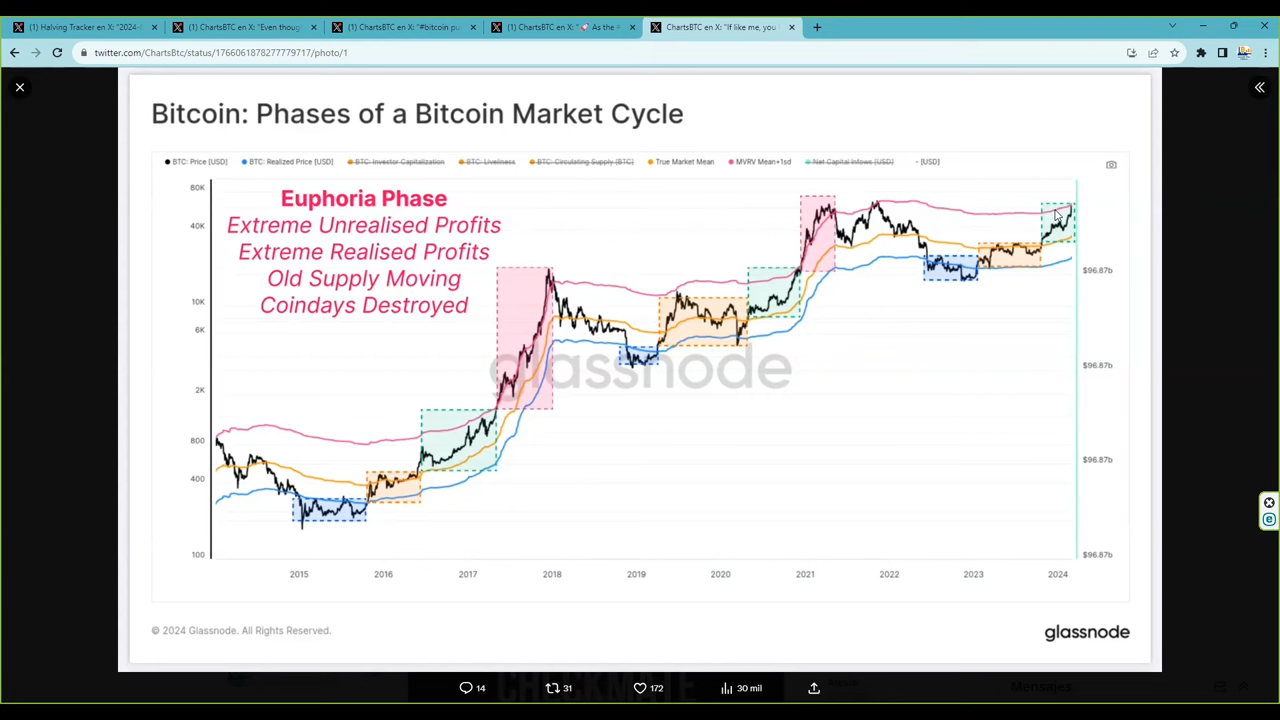 (1) Halving Tracker en X: "2024-
(1) ChartsBTC en X: "Even thoug
(1) ChartsBTC en X: "#bitcoin pu
(1) ChartsBTC en X: "🚀 As the #
ChartsBTC en X: "If like me, you
twitter.com/ChartsBtc/status/1766061878277779717/photo/1
Bitcoin: Phases of a Bitcoin Market Cycle
BTC: Price [USD] BTC: Realized Price [USD] BTC: Investor Capitalization BTC: Liveliness BTC: Circulating Supply [BTC] True Market Mean MVRV Mean+1sd Net Capital Inflows [USD] - [USD]
Euphoria Phase
Extreme Unrealised Profits
Extreme Realised Profits
Old Supply Moving
Coindays Destroyed
80K
40K
10K
6K
2K
800
400
100
$96.87b
$96.87b
$96.87b
$96.87b
glassnode
2015 2016 2017 2018 2019 2020 2021 2022 2023 2024
© 2024 Glassnode. All Rights Reserved.
glassnode
14 31 172 30 mil
CHECKMATE
Mensajes